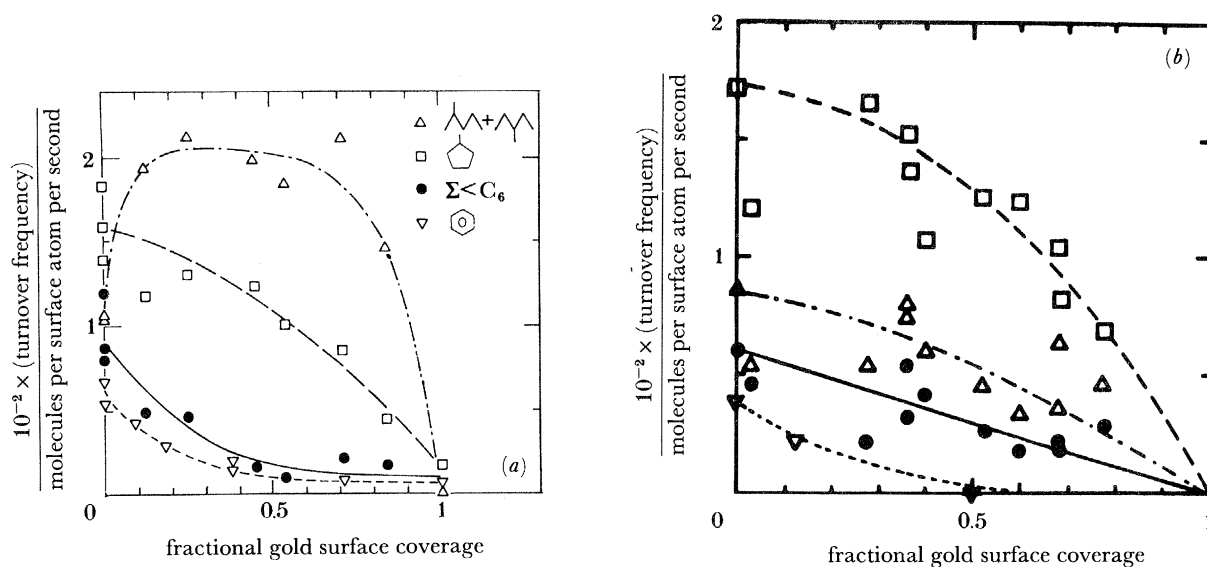 10⁻² × (turnover frequency)
molecules per surface atom per second
2
1
0
0.5
1
+
Σ<C₆
(a)
fractional gold surface coverage
10⁻² × (turnover frequency)
molecules per surface atom per second
2
1
0
0.5
1
(b)
fractional gold surface coverage